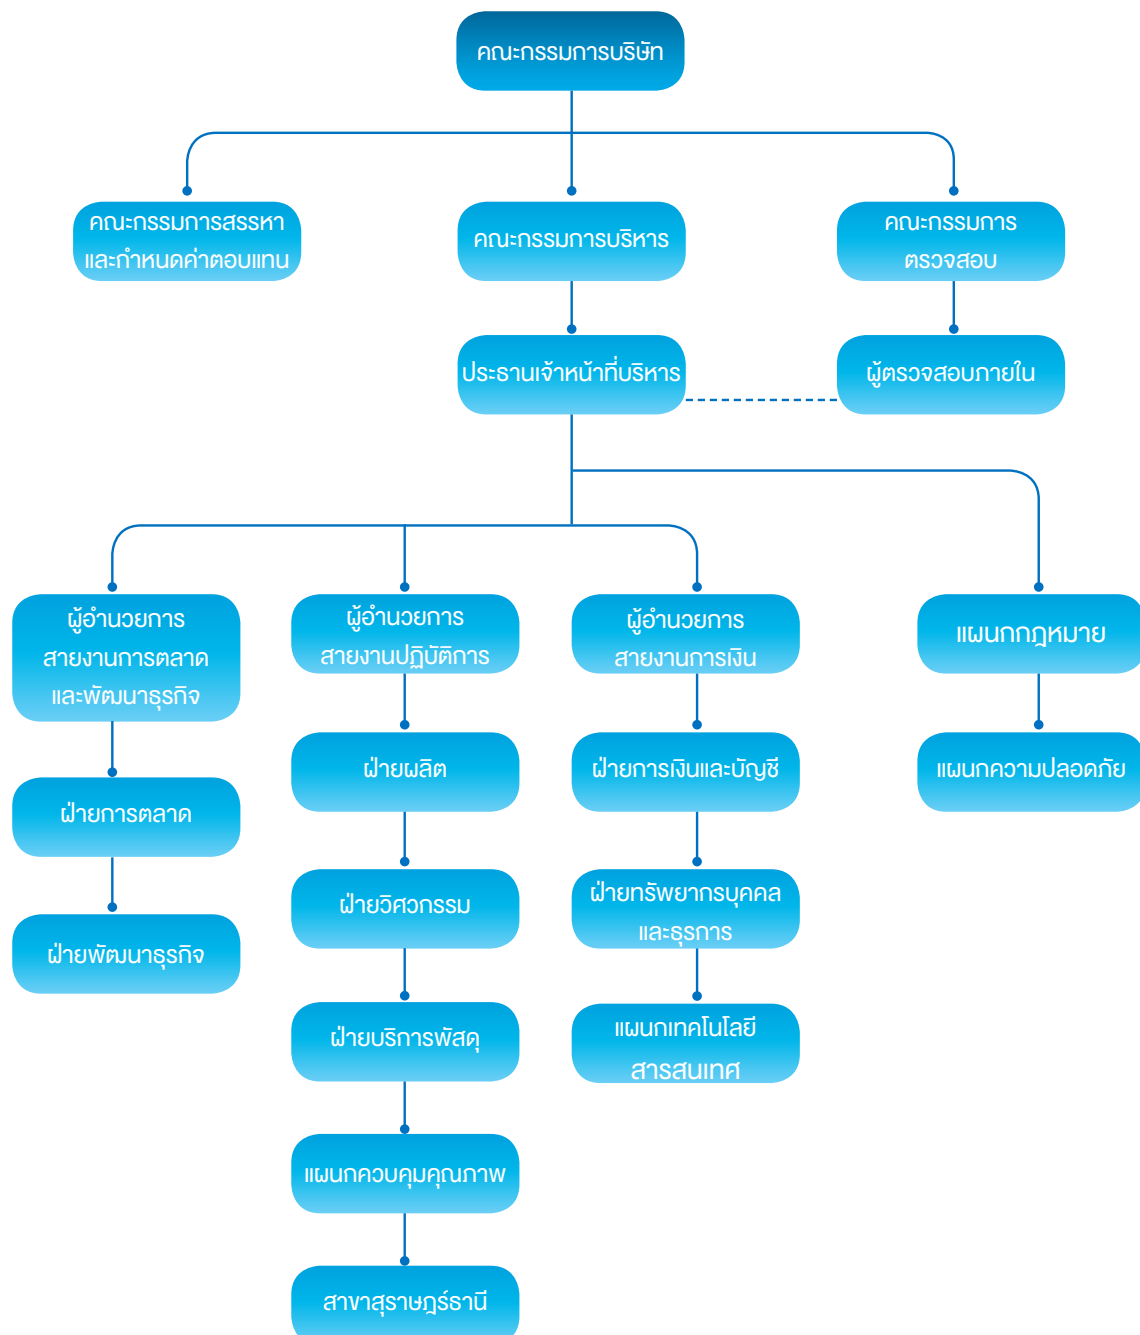 คณะกรรมการบริษัท
คณะกรรมการสรรหา
และกำหนดค่าตอบแทน
คณะกรรมการบริหาร
คณะกรรมการ
ตรวจสอบ
ประธานเจ้าหน้าที่บริหาร
ผู้ตรวจสอบภายใน
ผู้อำนวยการ
สายงานการตลาด
และพัฒนาธุรกิจ
ผู้อำนวยการ
สายงานปฏิบัติการ
ผู้อำนวยการ
สายงานการเงิน
แผนกกฎหมาย
ฝ่ายการตลาด
ฝ่ายพัฒนาธุรกิจ
ฝ่ายผลิต
ฝ่ายวิศวกรรม
ฝ่ายบริการพัสดุ
แผนกควบคุมคุณภาพ
สาขาสุราษฎร์ธานี
ฝ่ายการเงินและบัญชี
ฝ่ายทรัพยากรบุคคล
และธุรการ
แผนกเทคโนโลยี
สารสนเทศ
แผนกความปลอดภัย